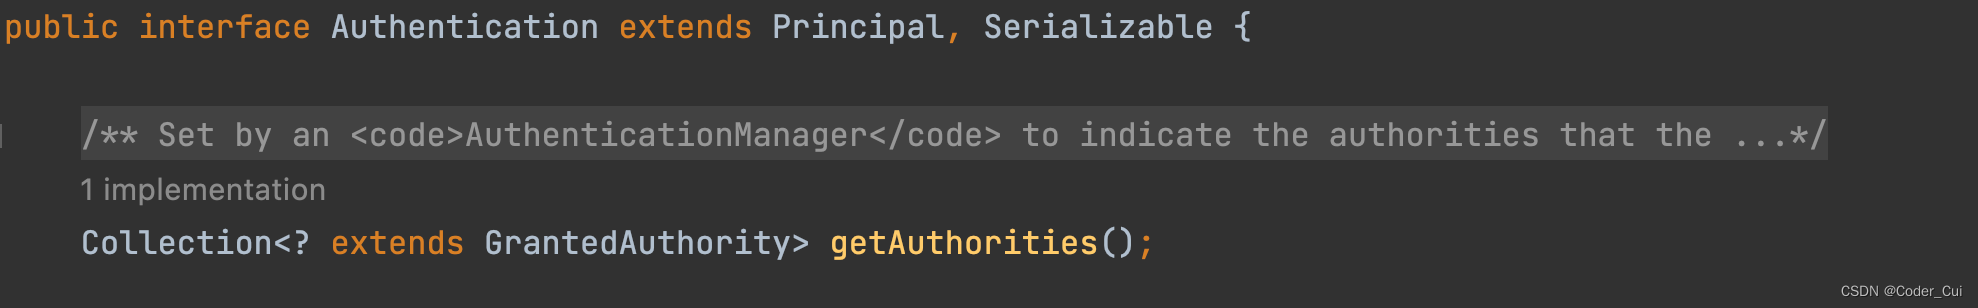 public interface Authentication extends Principal, Serializable {
/** Set by an <code>AuthenticationManager</code> to indicate the authorities that the ...*/
1 implementation
Collection<? extends GrantedAuthority> getAuthorities();
CSDN @Coder_Cui